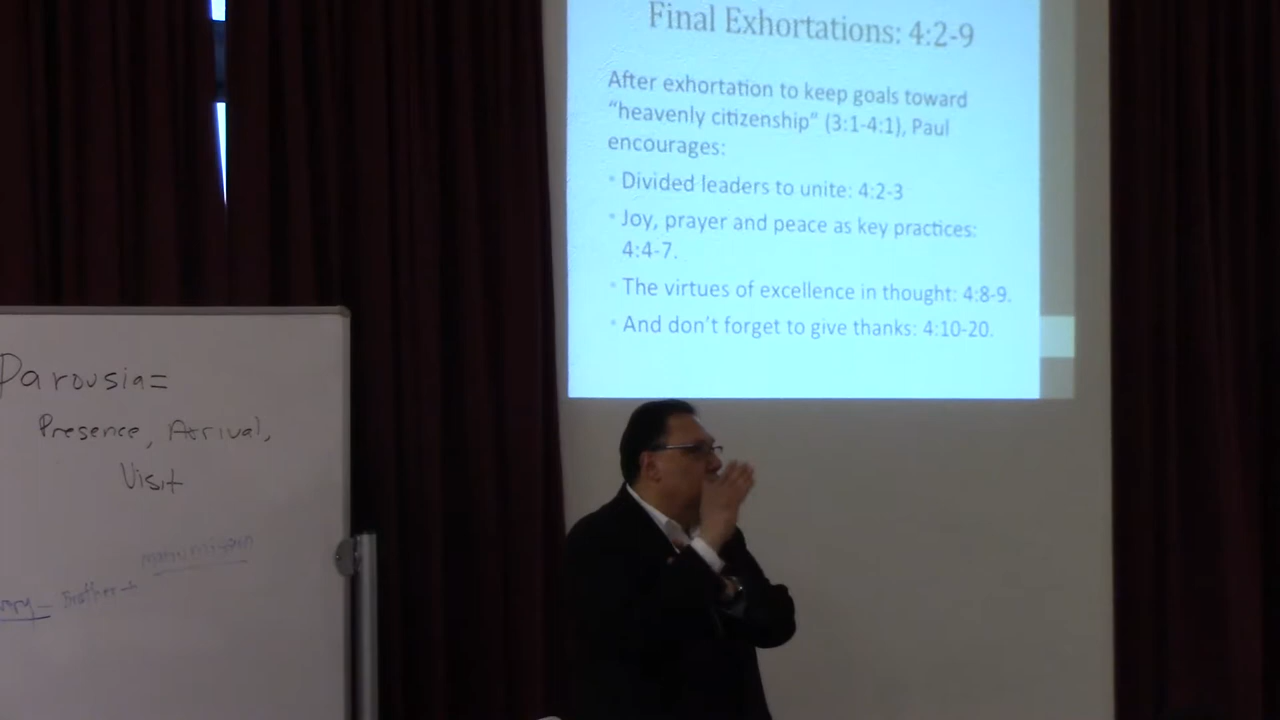 Final Exhortations: 4:2-9
After exhortation to keep goals toward
“heavenly citizenship” (3:1-4:1), Paul
encourages:
• Divided leaders to unite: 4:2-3
• Joy, prayer and peace as key practices:
4:4-7.
• The virtues of excellence in thought: 4:8-9.
• And don’t forget to give thanks: 4:10-20.
Parousia=
Presence, Arrival,
Visit
Brother